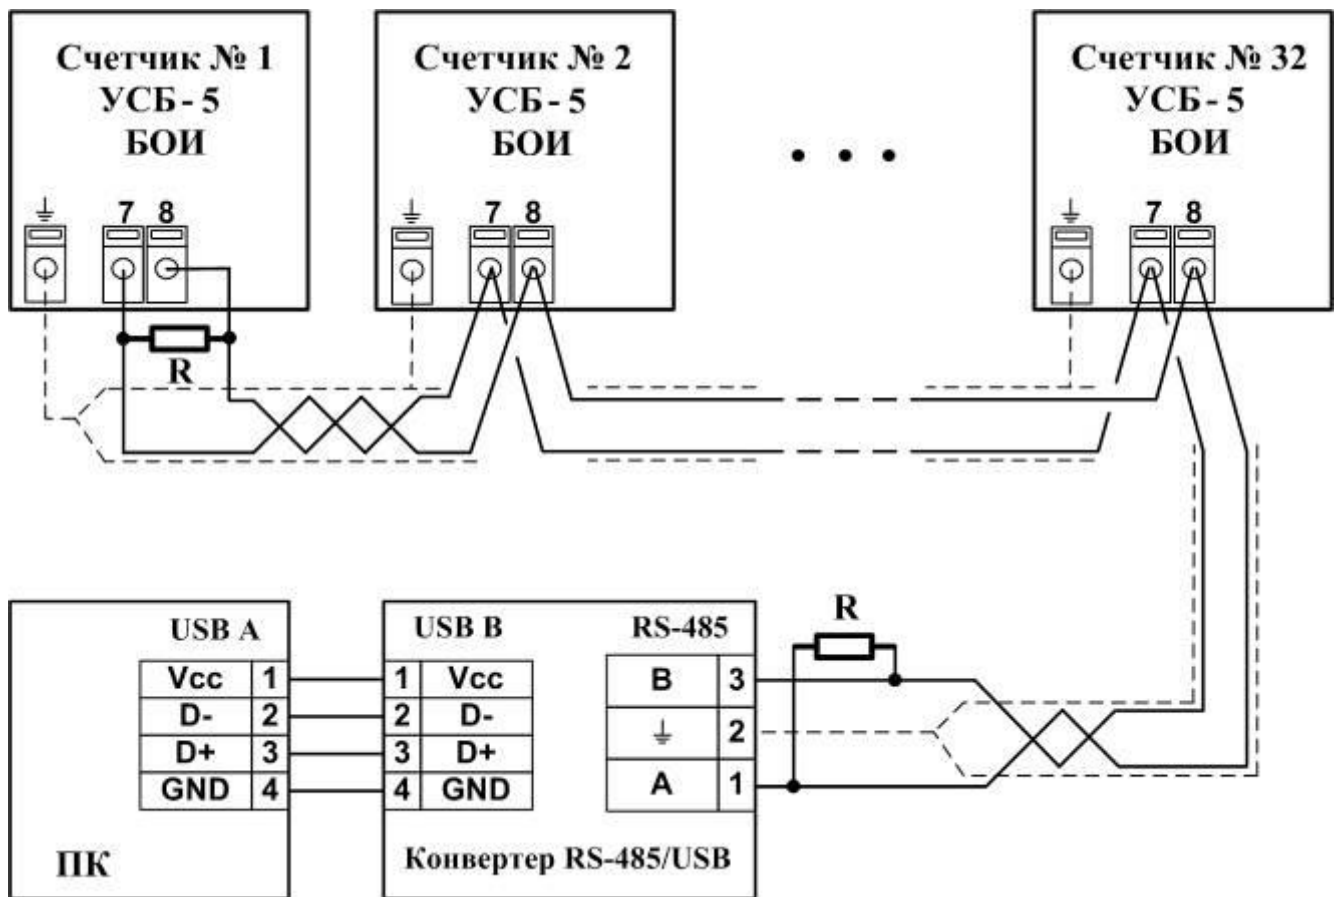 Счетчик № 1
УСБ - 5
БОИ
7 8
R
Счетчик № 2
УСБ - 5
БОИ
7 8
• • •
Счетчик № 32
УСБ - 5
БОИ
7 8
USB A
Vcc 1
D- 2
D+ 3
GND 4
ПК
USB B
1 Vcc
2 D-
3 D+
4 GND
RS-485
B 3
2
A 1
Конвертер RS-485/USB
R